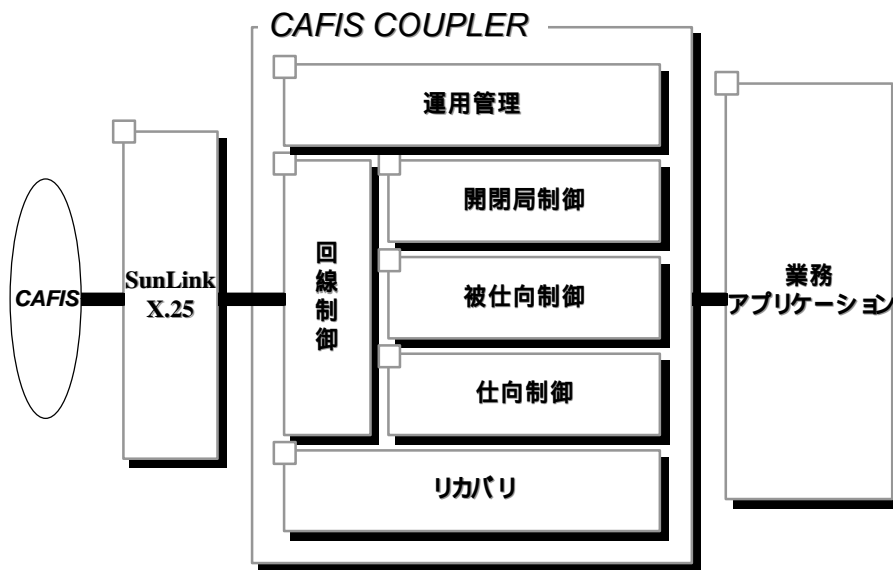 CAFIS COUPLER
運用管理
開閉局制御
回線制御
被仕向制御
仕向制御
リカバリ
CAFIS
SunLink
X.25
業務
アプリケーション